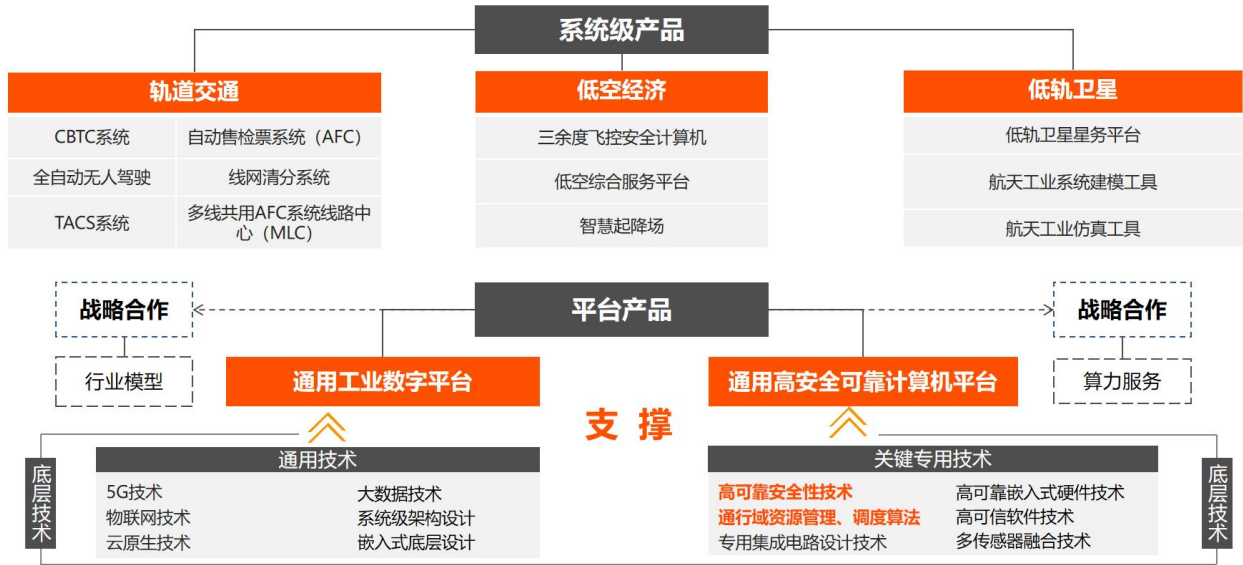 系统级产品
轨道交通
CBTC系统
自动售检票系统（AFC）
全自动无人驾驶
线网清分系统
TACS系统
多线共用AFC系统线路中
心（MLC）
低空经济
三余度飞控安全计算机
低空综合服务平台
智慧起降场
低轨卫星
低轨卫星星务平台
航天工业系统建模工具
航天工业仿真工具
平台产品
战略合作
行业模型
战略合作
算力服务
通用工业数字平台
通用高安全可靠计算机平台
支撑
底层技术
通用技术
5G技术
大数据技术
物联网技术
系统级架构设计
云原生技术
嵌入式底层设计
关键专用技术
高可靠安全性技术
高可靠嵌入式硬件技术
通行域资源管理、调度算法
高可信软件技术
专用集成电路设计技术
多传感器融合技术
底层技术